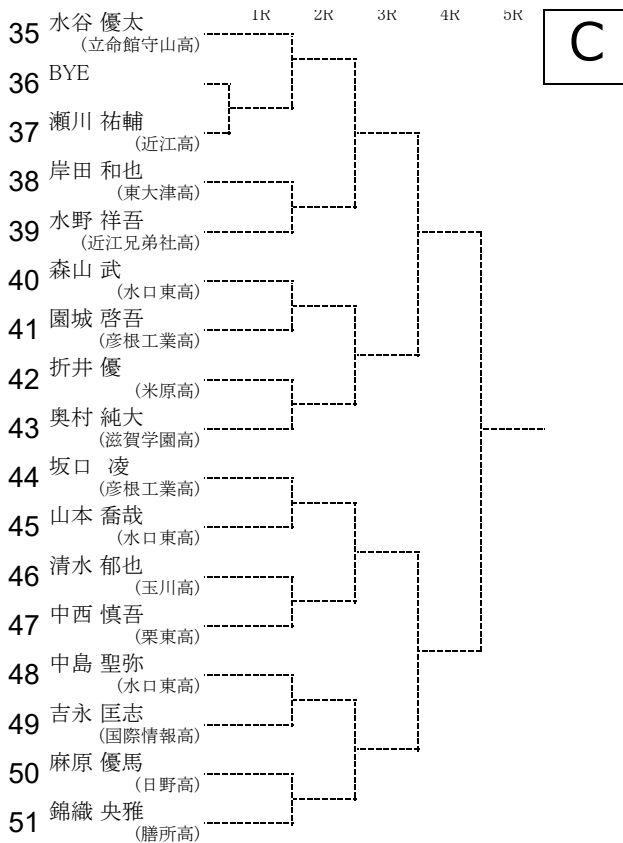 1R 2R 3R 4R 5R
C
35 水谷 優太
(立命館守山高)
36 BYE
37 瀬川 祐輔
(近江高)
38 岸田 和也
(東大津高)
39 水野 祥吾
(近江兄弟社高)
40 森山 武
(水口東高)
41 園城 啓吾
(彦根工業高)
42 折井 優
(米原高)
43 奥村 純大
(滋賀学園高)
44 坂口 凌
(彦根工業高)
45 山本 喬哉
(水口東高)
46 清水 郁也
(玉川高)
47 中西 慎吾
(栗東高)
48 中島 聖弥
(水口東高)
49 吉永 匡志
(国際情報高)
50 麻原 優馬
(日野高)
51 錦織 央雅
(膳所高)